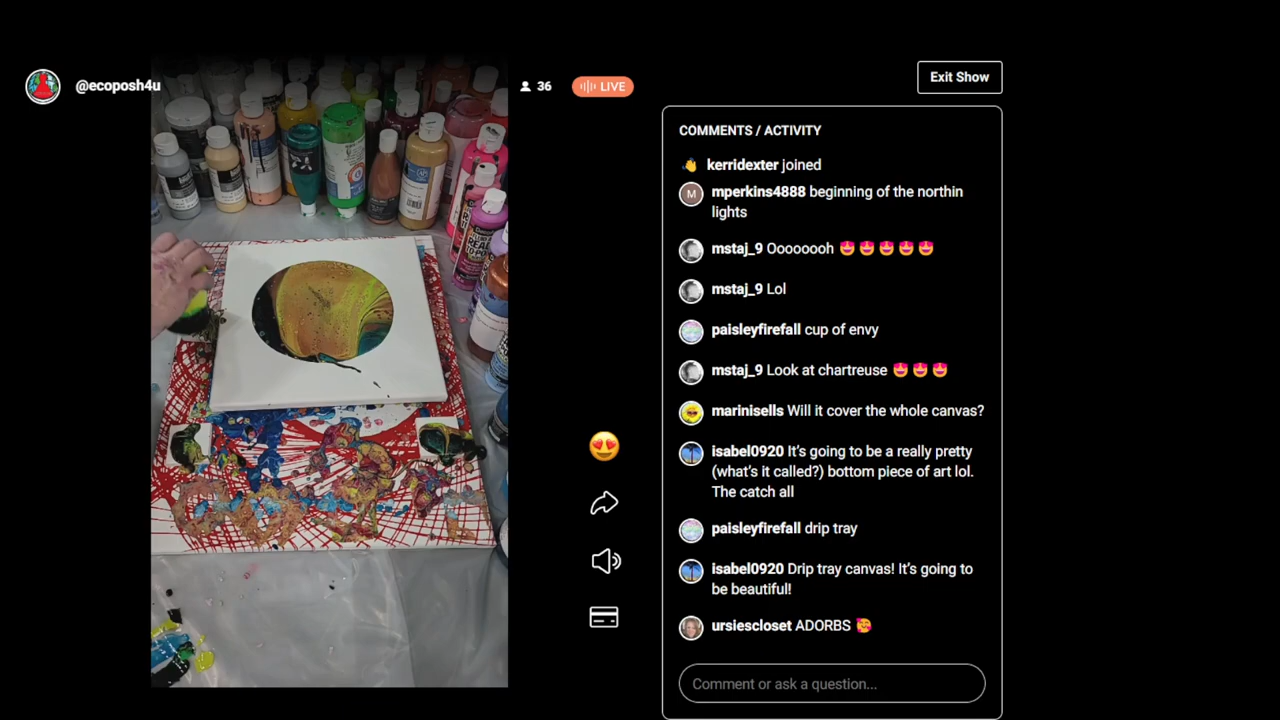 @ecoposh4u
36
LIVE
Exit Show
COMMENTS / ACTIVITY
kerridexter joined
M
mperkins4888 beginning of the northin
lights
mstaj_9 Oooooooh 🤩🤩🤩🤩🤩
mstaj_9 Lol
paisleyfirefall cup of envy
mstaj_9 Look at chartreuse 🤩🤩🤩
marinisells Will it cover the whole canvas?
isabel0920 It's going to be a really pretty
(what's it called?) bottom piece of art lol.
The catch all
paisleyfirefall drip tray
isabel0920 Drip tray canvas! It's going to
be beautiful!
ursiescloset ADORBS 🥰
Comment or ask a question...